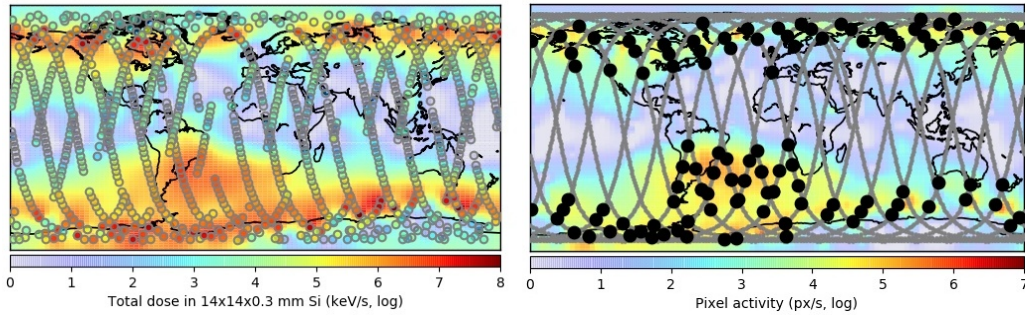 0 1 2 3 4 5 6 7 8
Total dose in 14x14x0.3 mm Si (keV/s, log)
0 1 2 3 4 5 6 7
Pixel activity (px/s, log)